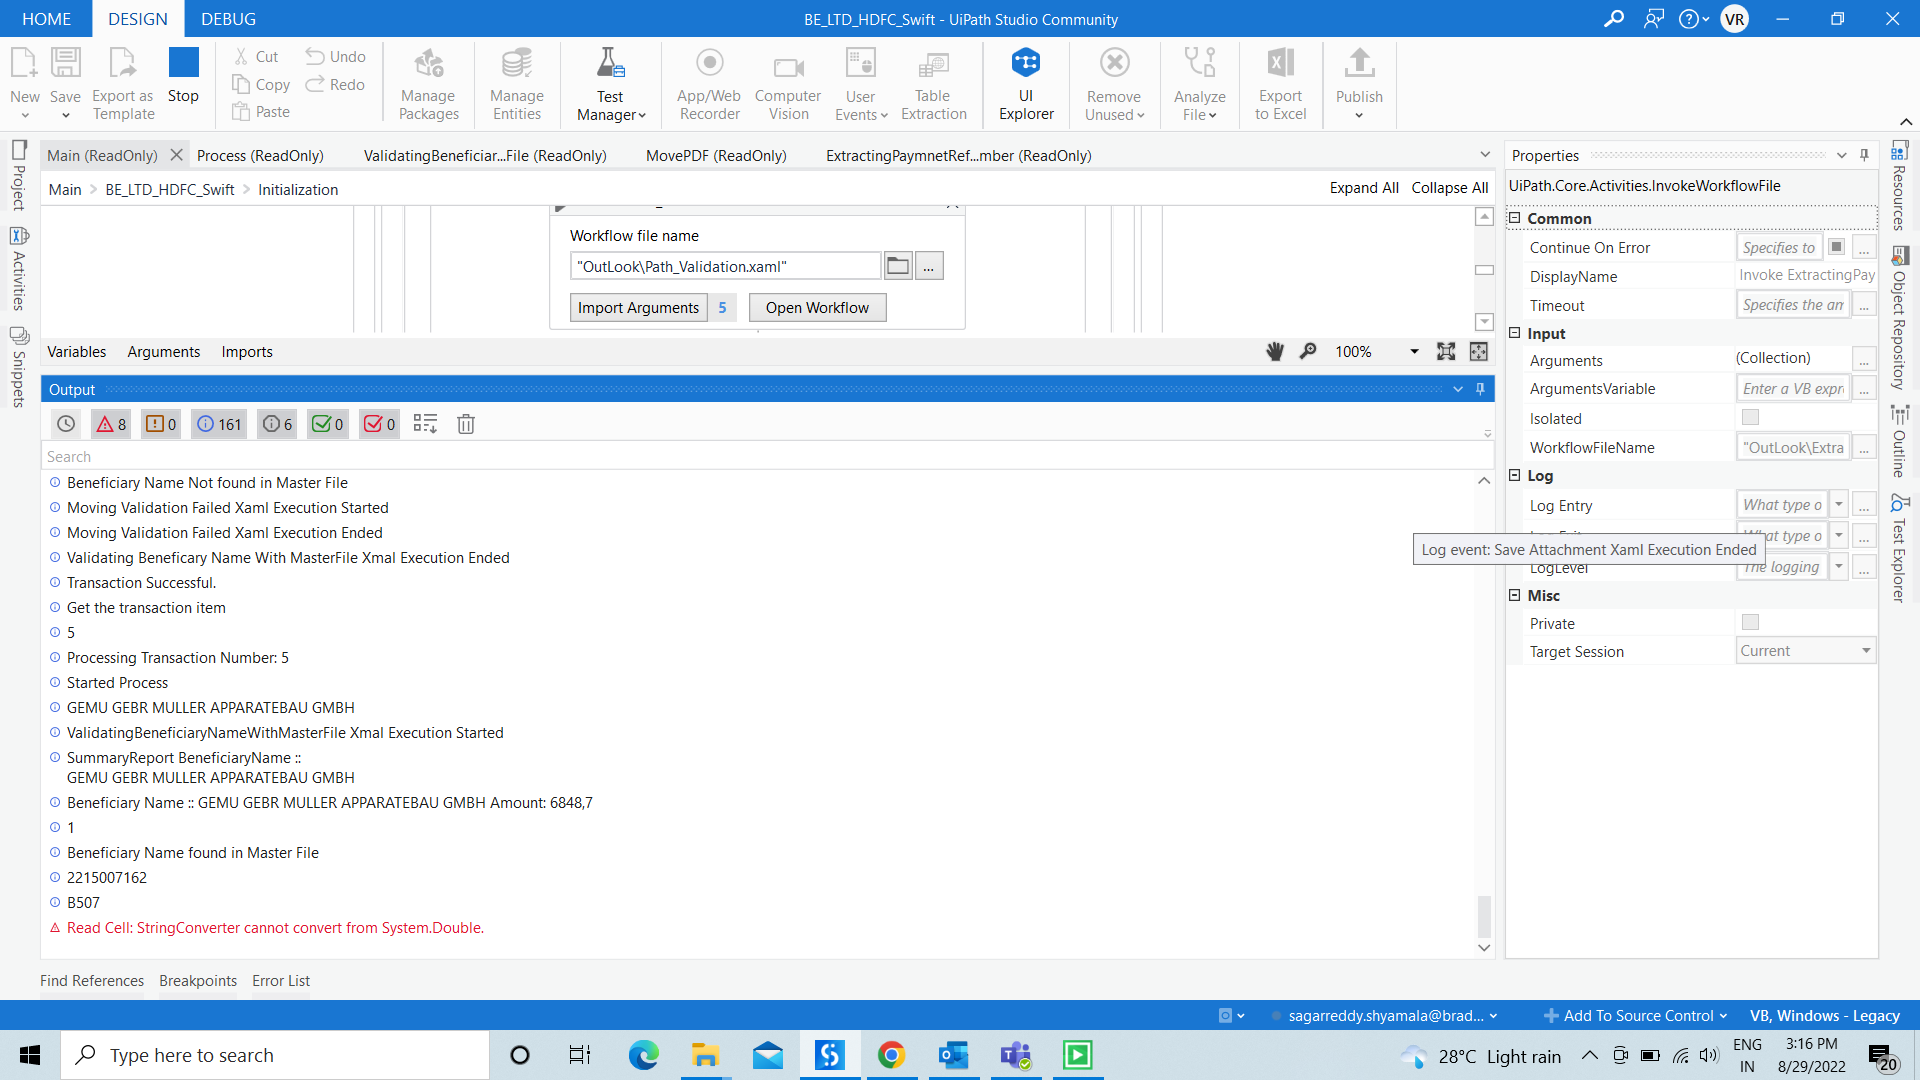 HOME DESIGN DEBUG BE_LTD_HDFC_Swift - UiPath Studio Community VR
New Save Export as Template Stop
Cut Copy Paste Undo Redo
Manage Packages
Manage Entities
Test Manager
App/Web Recorder
Computer Vision
User Events
Table Extraction
UI Explorer
Remove Unused
Analyze File
Export to Excel
Publish
Project
Activities
Snippets
Main (ReadOnly) Process (ReadOnly) ValidatingBeneficiar...File (ReadOnly) MovePDF (ReadOnly) ExtractingPaymnetRef...mber (ReadOnly)
Main BE_LTD_HDFC_Swift Initialization Expand All Collapse All
Workflow file name
"OutLook\Path_Validation.xaml" ...
Import Arguments 5 Open Workflow
Variables Arguments Imports 100%
Output
8 0 161 6 0 0
Search
Beneficiary Name Not found in Master File
Moving Validation Failed Xaml Execution Started
Moving Validation Failed Xaml Execution Ended
Validating Beneficary Name With MasterFile Xmal Execution Ended
Transaction Successful.
Get the transaction item
5
Processing Transaction Number: 5
Started Process
GEMU GEBR MULLER APPARATEBAU GMBH
ValidatingBeneficiaryNameWithMasterFile Xmal Execution Started
SummaryReport BeneficiaryName ::
GEMU GEBR MULLER APPARATEBAU GMBH
Beneficiary Name :: GEMU GEBR MULLER APPARATEBAU GMBH Amount: 6848,7
1
Beneficiary Name found in Master File
2215007162
B507
Read Cell: StringConverter cannot convert from System.Double.
Find References Breakpoints Error List
Properties
UiPath.Core.Activities.InvokeWorkflowFile
Common
Continue On Error Specifies to ...
DisplayName Invoke ExtractingPay
Timeout Specifies the am ...
Input
Arguments (Collection) ...
ArgumentsVariable Enter a VB expr ...
Isolated
WorkflowFileName "OutLook\Extra ...
Log
Log Entry What type o ...
What type o ...
Log event: Save Attachment Xaml Execution Ended
LogLevel The logging ...
Misc
Private
Target Session Current
Resources
Object Repository
Outline
Test Explorer
sagarreddy.shyamala@brad... Add To Source Control VB, Windows - Legacy
Type here to search 28°C Light rain ENG IN 3:16 PM 8/29/2022 20